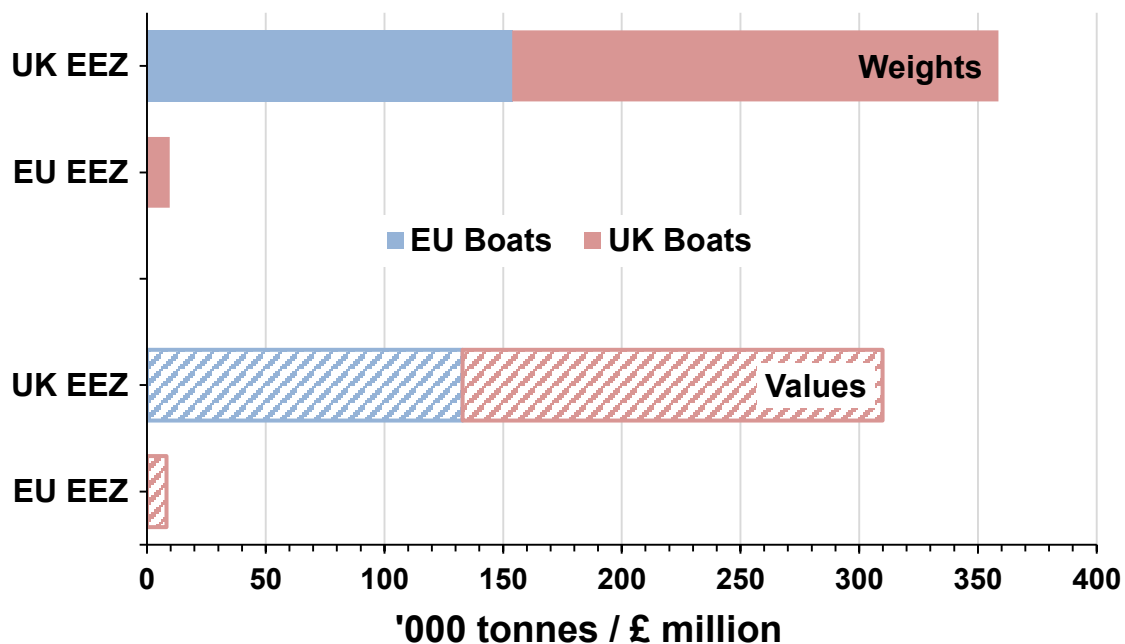 UK EEZ
Weights
EU EEZ
EU Boats UK Boats
UK EEZ
Values
EU EEZ
0 50 100 150 200 250 300 350 400
'000 tonnes / £ million